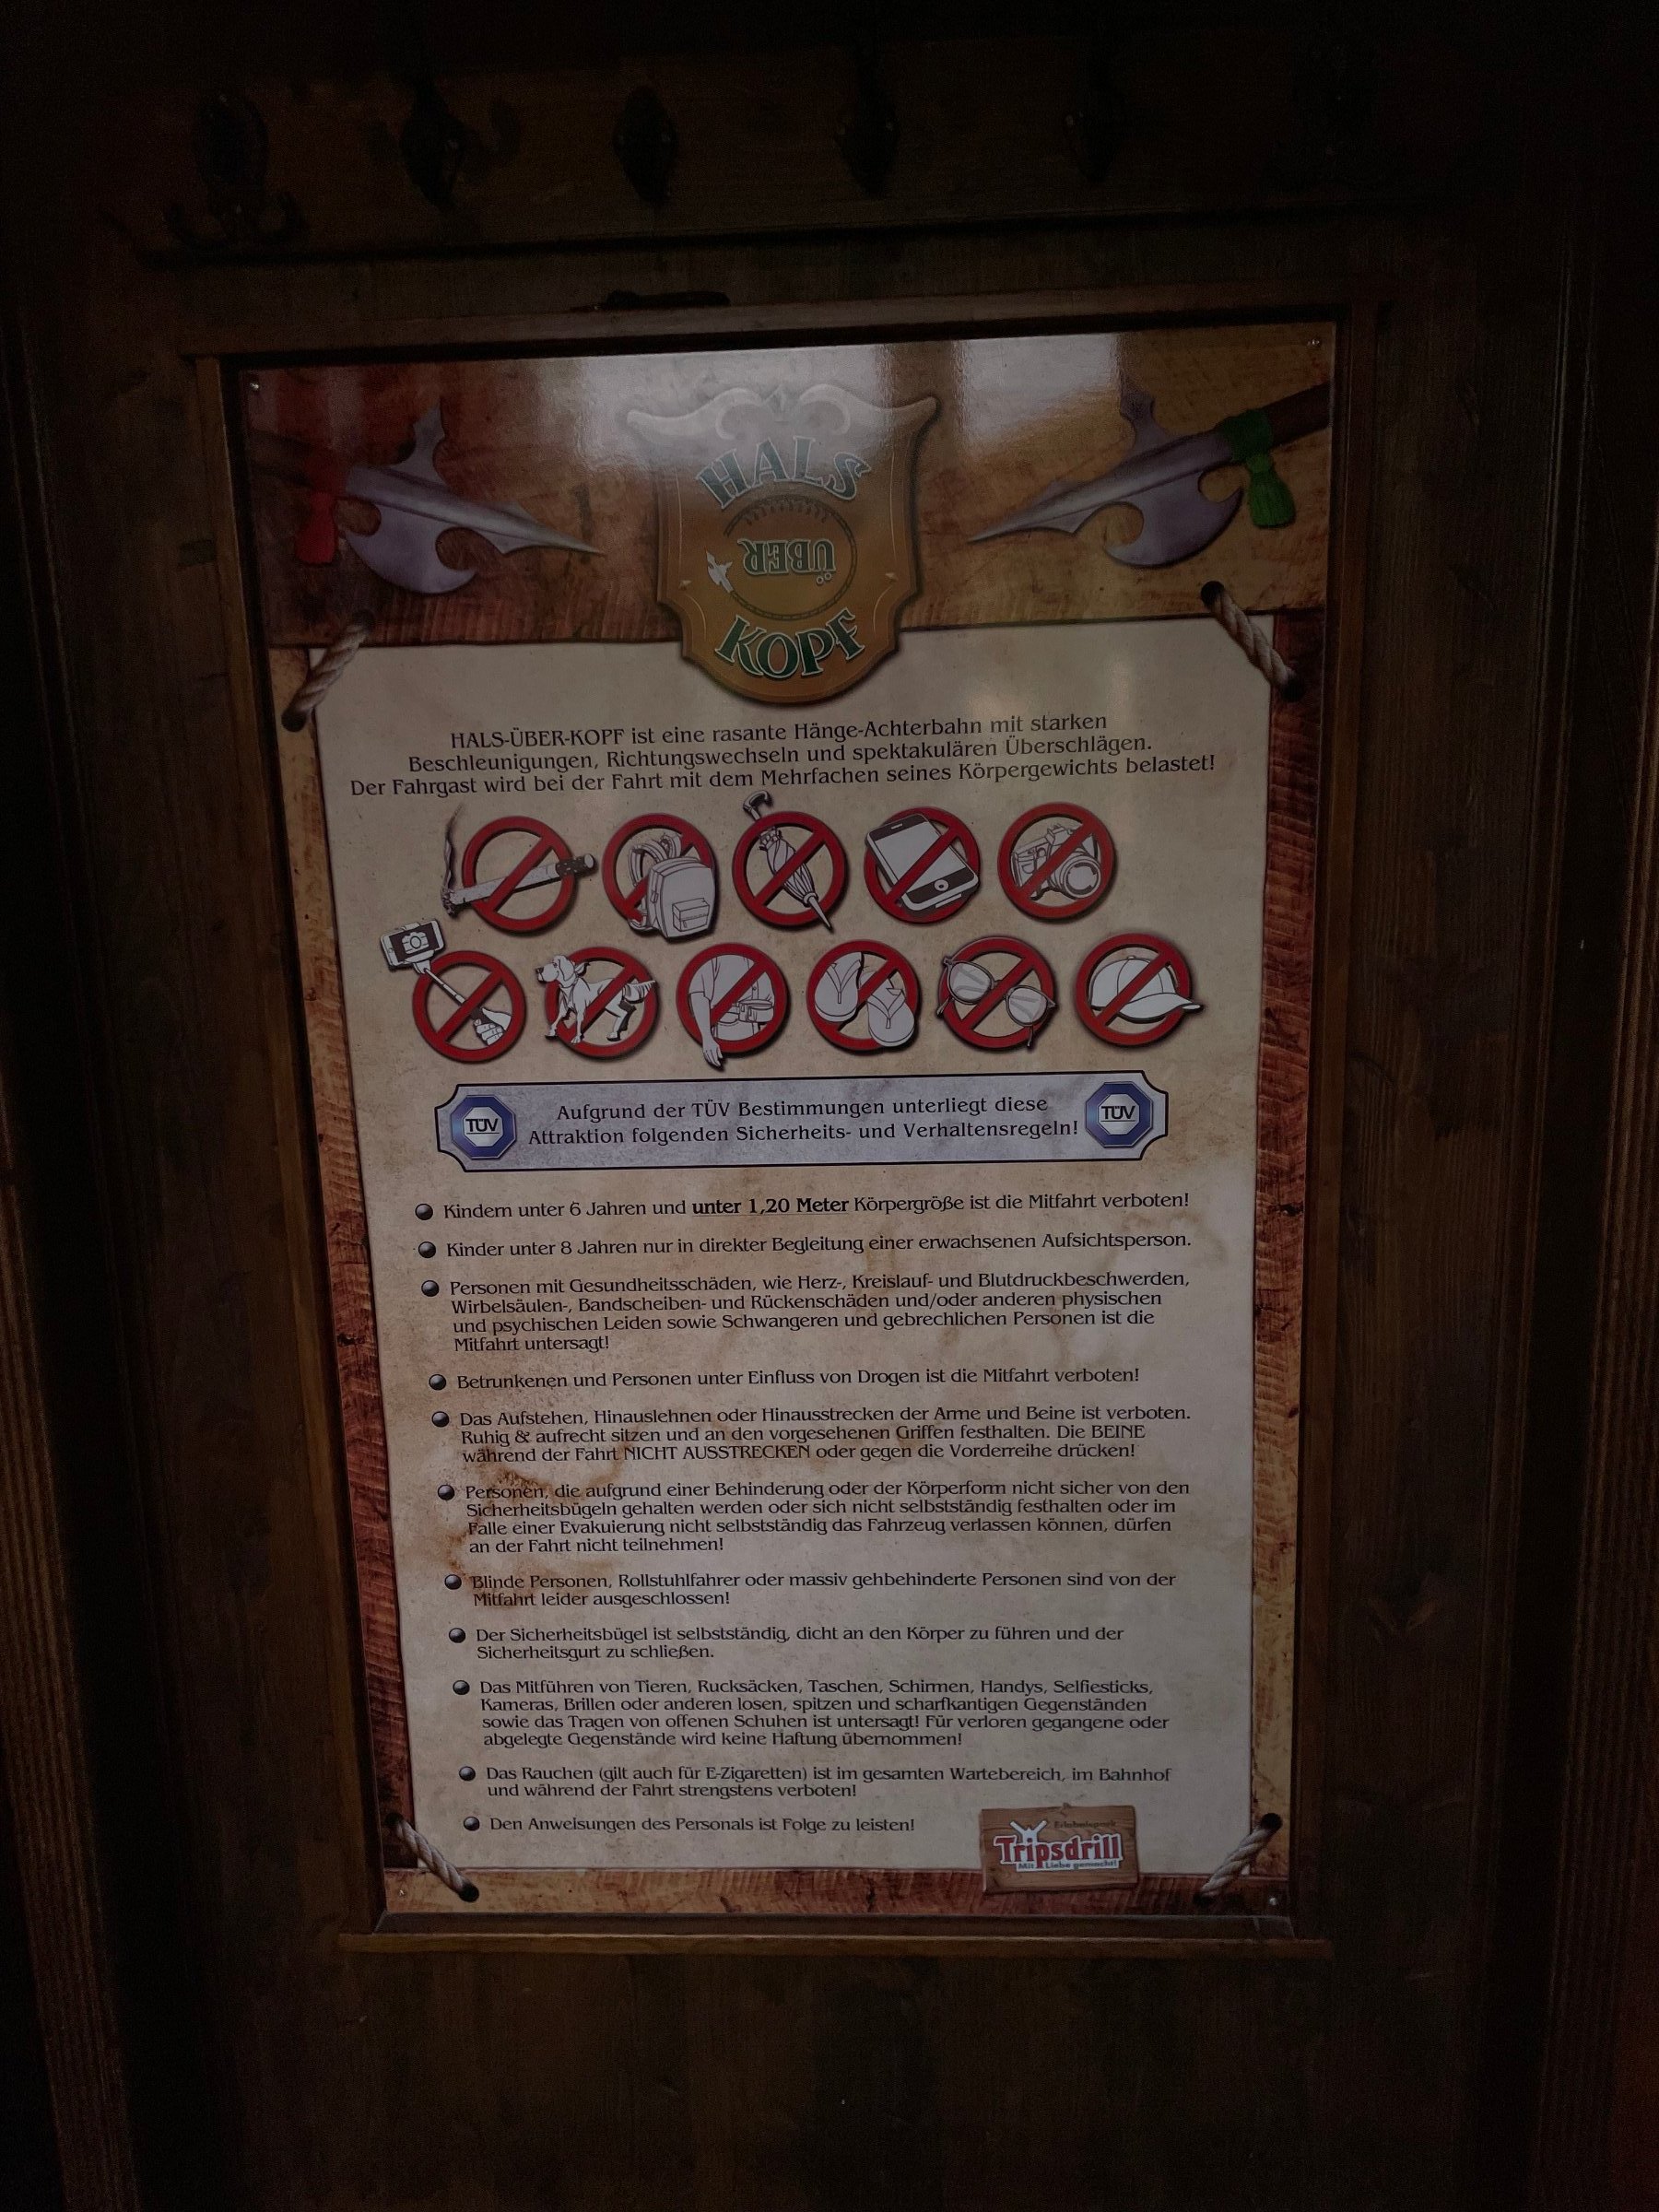 HALS
ÜBER
KOPF
HALS-ÜBER-KOPF ist eine rasante Hänge-Achterbahn mit starken
Beschleunigungen, Richtungswechseln und spektakulären Überschlägen.
Der Fahrgast wird bei der Fahrt mit dem Mehrfachen seines Körpergewichts belastet!
TÜV
Aufgrund der TÜV Bestimmungen unterliegt diese
Attraktion folgenden Sicherheits- und Verhaltensregeln!
TÜV
Kindern unter 6 Jahren und unter 1,20 Meter Körpergröße ist die Mitfahrt verboten!
Kinder unter 8 Jahren nur in direkter Begleitung einer erwachsenen Aufsichtsperson.
Personen mit Gesundheitsschäden, wie Herz-, Kreislauf- und Blutdruckbeschwerden,
Wirbelsäulen-, Bandscheiben- und Rückenschäden und/oder anderen physischen
und psychischen Leiden sowie Schwangeren und gebrechlichen Personen ist die
Mitfahrt untersagt!
Betrunkenen und Personen unter Einfluss von Drogen ist die Mitfahrt verboten!
Das Aufstehen, Hinauslehnen oder Hinausstrecken der Arme und Beine ist verboten.
Ruhig & aufrecht sitzen und an den vorgesehenen Griffen festhalten. Die BEINE
während der Fahrt NICHT AUSSTRECKEN oder gegen die Vorderreihe drücken!
Personen, die aufgrund einer Behinderung oder der Körperform nicht sicher von den
Sicherheitsbügeln gehalten werden oder sich nicht selbstständig festhalten oder im
Falle einer Evakuierung nicht selbstständig das Fahrzeug verlassen können, dürfen
an der Fahrt nicht teilnehmen!
Blinde Personen, Rollstuhlfahrer oder massiv gehbehinderte Personen sind von der
Mitfahrt leider ausgeschlossen!
Der Sicherheitsbügel ist selbstständig, dicht an den Körper zu führen und der
Sicherheitsgurt zu schließen.
Das Mitführen von Tieren, Rucksäcken, Taschen, Schirmen, Handys, Selfiesticks,
Kameras, Brillen oder anderen losen, spitzen und scharfkantigen Gegenständen
sowie das Tragen von offenen Schuhen ist untersagt! Für verloren gegangene oder
abgelegte Gegenstände wird keine Haftung übernommen!
Das Rauchen (gilt auch für E-Zigaretten) ist im gesamten Wartebereich, im Bahnhof
und während der Fahrt strengstens verboten!
Den Anweisungen des Personals ist Folge zu leisten!
Erlebnispark
Tripsdrill
Mit Liebe gemacht!